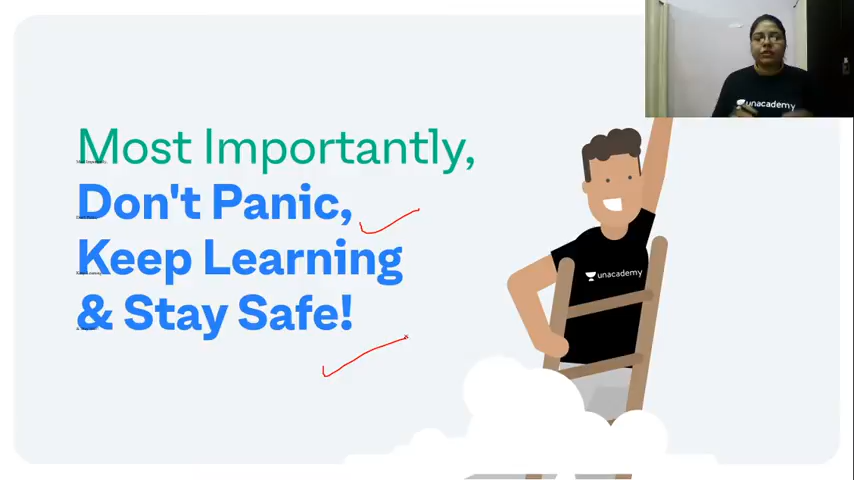 Most Importantly,
Don't Panic,
Keep Learning
& Stay Safe!
unacademy
unacademy